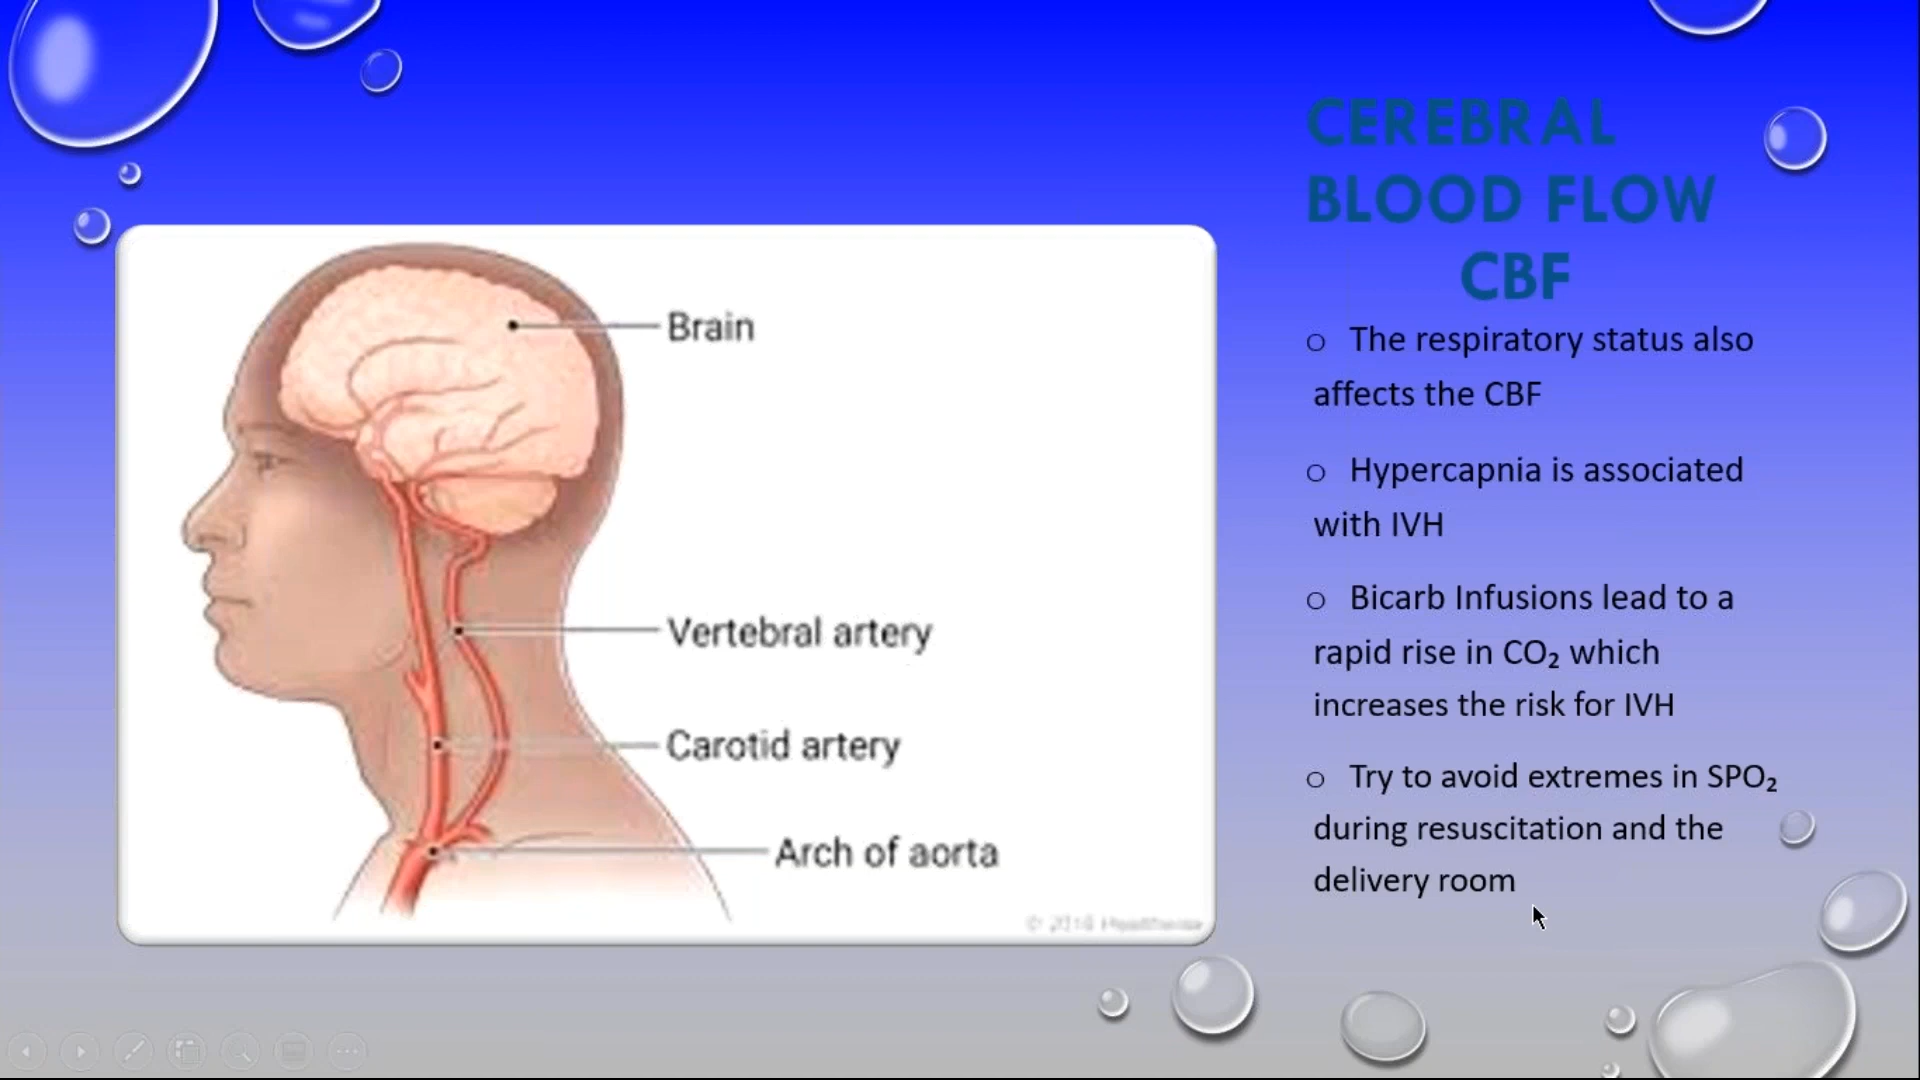 CEREBRAL
BLOOD FLOW
CBF
Brain
Vertebral artery
Carotid artery
Arch of aorta
© 2016
o The respiratory status also
affects the CBF
o Hypercapnia is associated
with IVH
o Bicarb Infusions lead to a
rapid rise in CO₂ which
increases the risk for IVH
o Try to avoid extremes in SPO₂
during resuscitation and the
delivery room